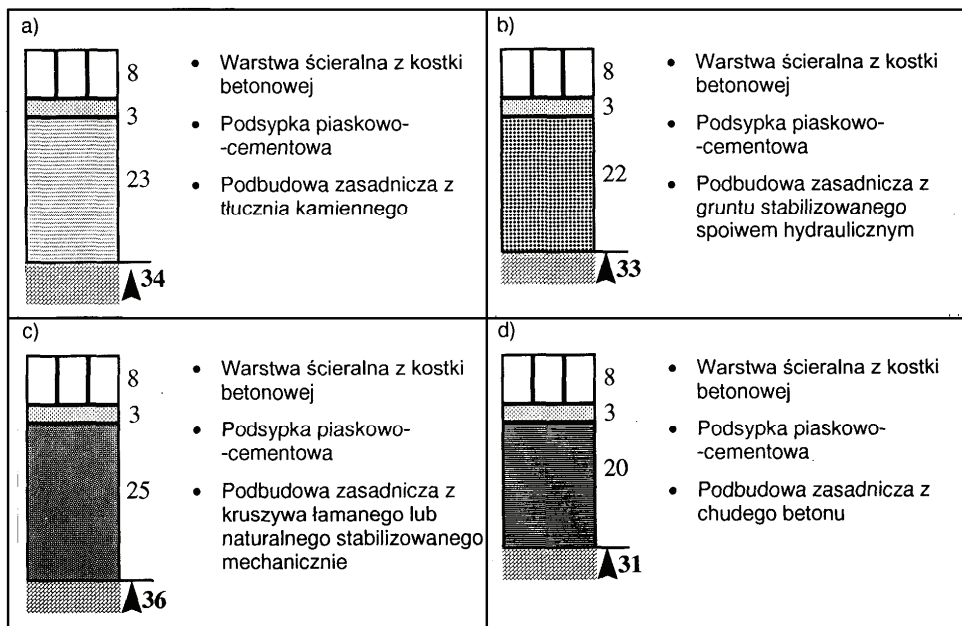 a)
8
3
23
34
• Warstwa ścieralna z kostki
betonowej
• Podsypka piaskowo-
-cementowa
• Podbudowa zasadnicza z
tłucznia kamiennego
b)
8
3
22
33
• Warstwa ścieralna z kostki
betonowej
• Podsypka piaskowo-
-cementowa
• Podbudowa zasadnicza z
gruntu stabilizowanego
spoiwem hydraulicznym
c)
8
3
25
36
• Warstwa ścieralna z kostki
betonowej
• Podsypka piaskowo-
-cementowa
• Podbudowa zasadnicza z
kruszywa łamanego lub
naturalnego stabilizowanego
mechanicznie
d)
8
3
20
31
• Warstwa ścieralna z kostki
betonowej
• Podsypka piaskowo-
-cementowa
• Podbudowa zasadnicza z
chudego betonu